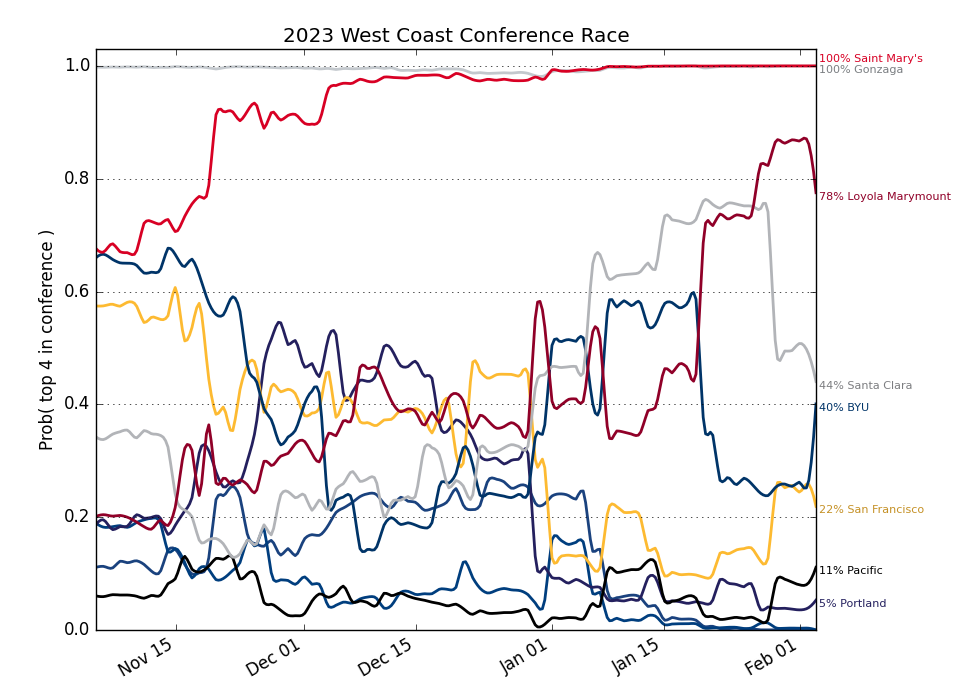 2023 West Coast Conference Race
Prob( top 4 in conference )
1.0
0.8
0.6
0.4
0.2
0.0
Nov 15
Dec 01
Dec 15
Jan 01
Jan 15
Feb 01
100% Saint Mary's
100% Gonzaga
78% Loyola Marymount
44% Santa Clara
40% BYU
22% San Francisco
11% Pacific
5% Portland